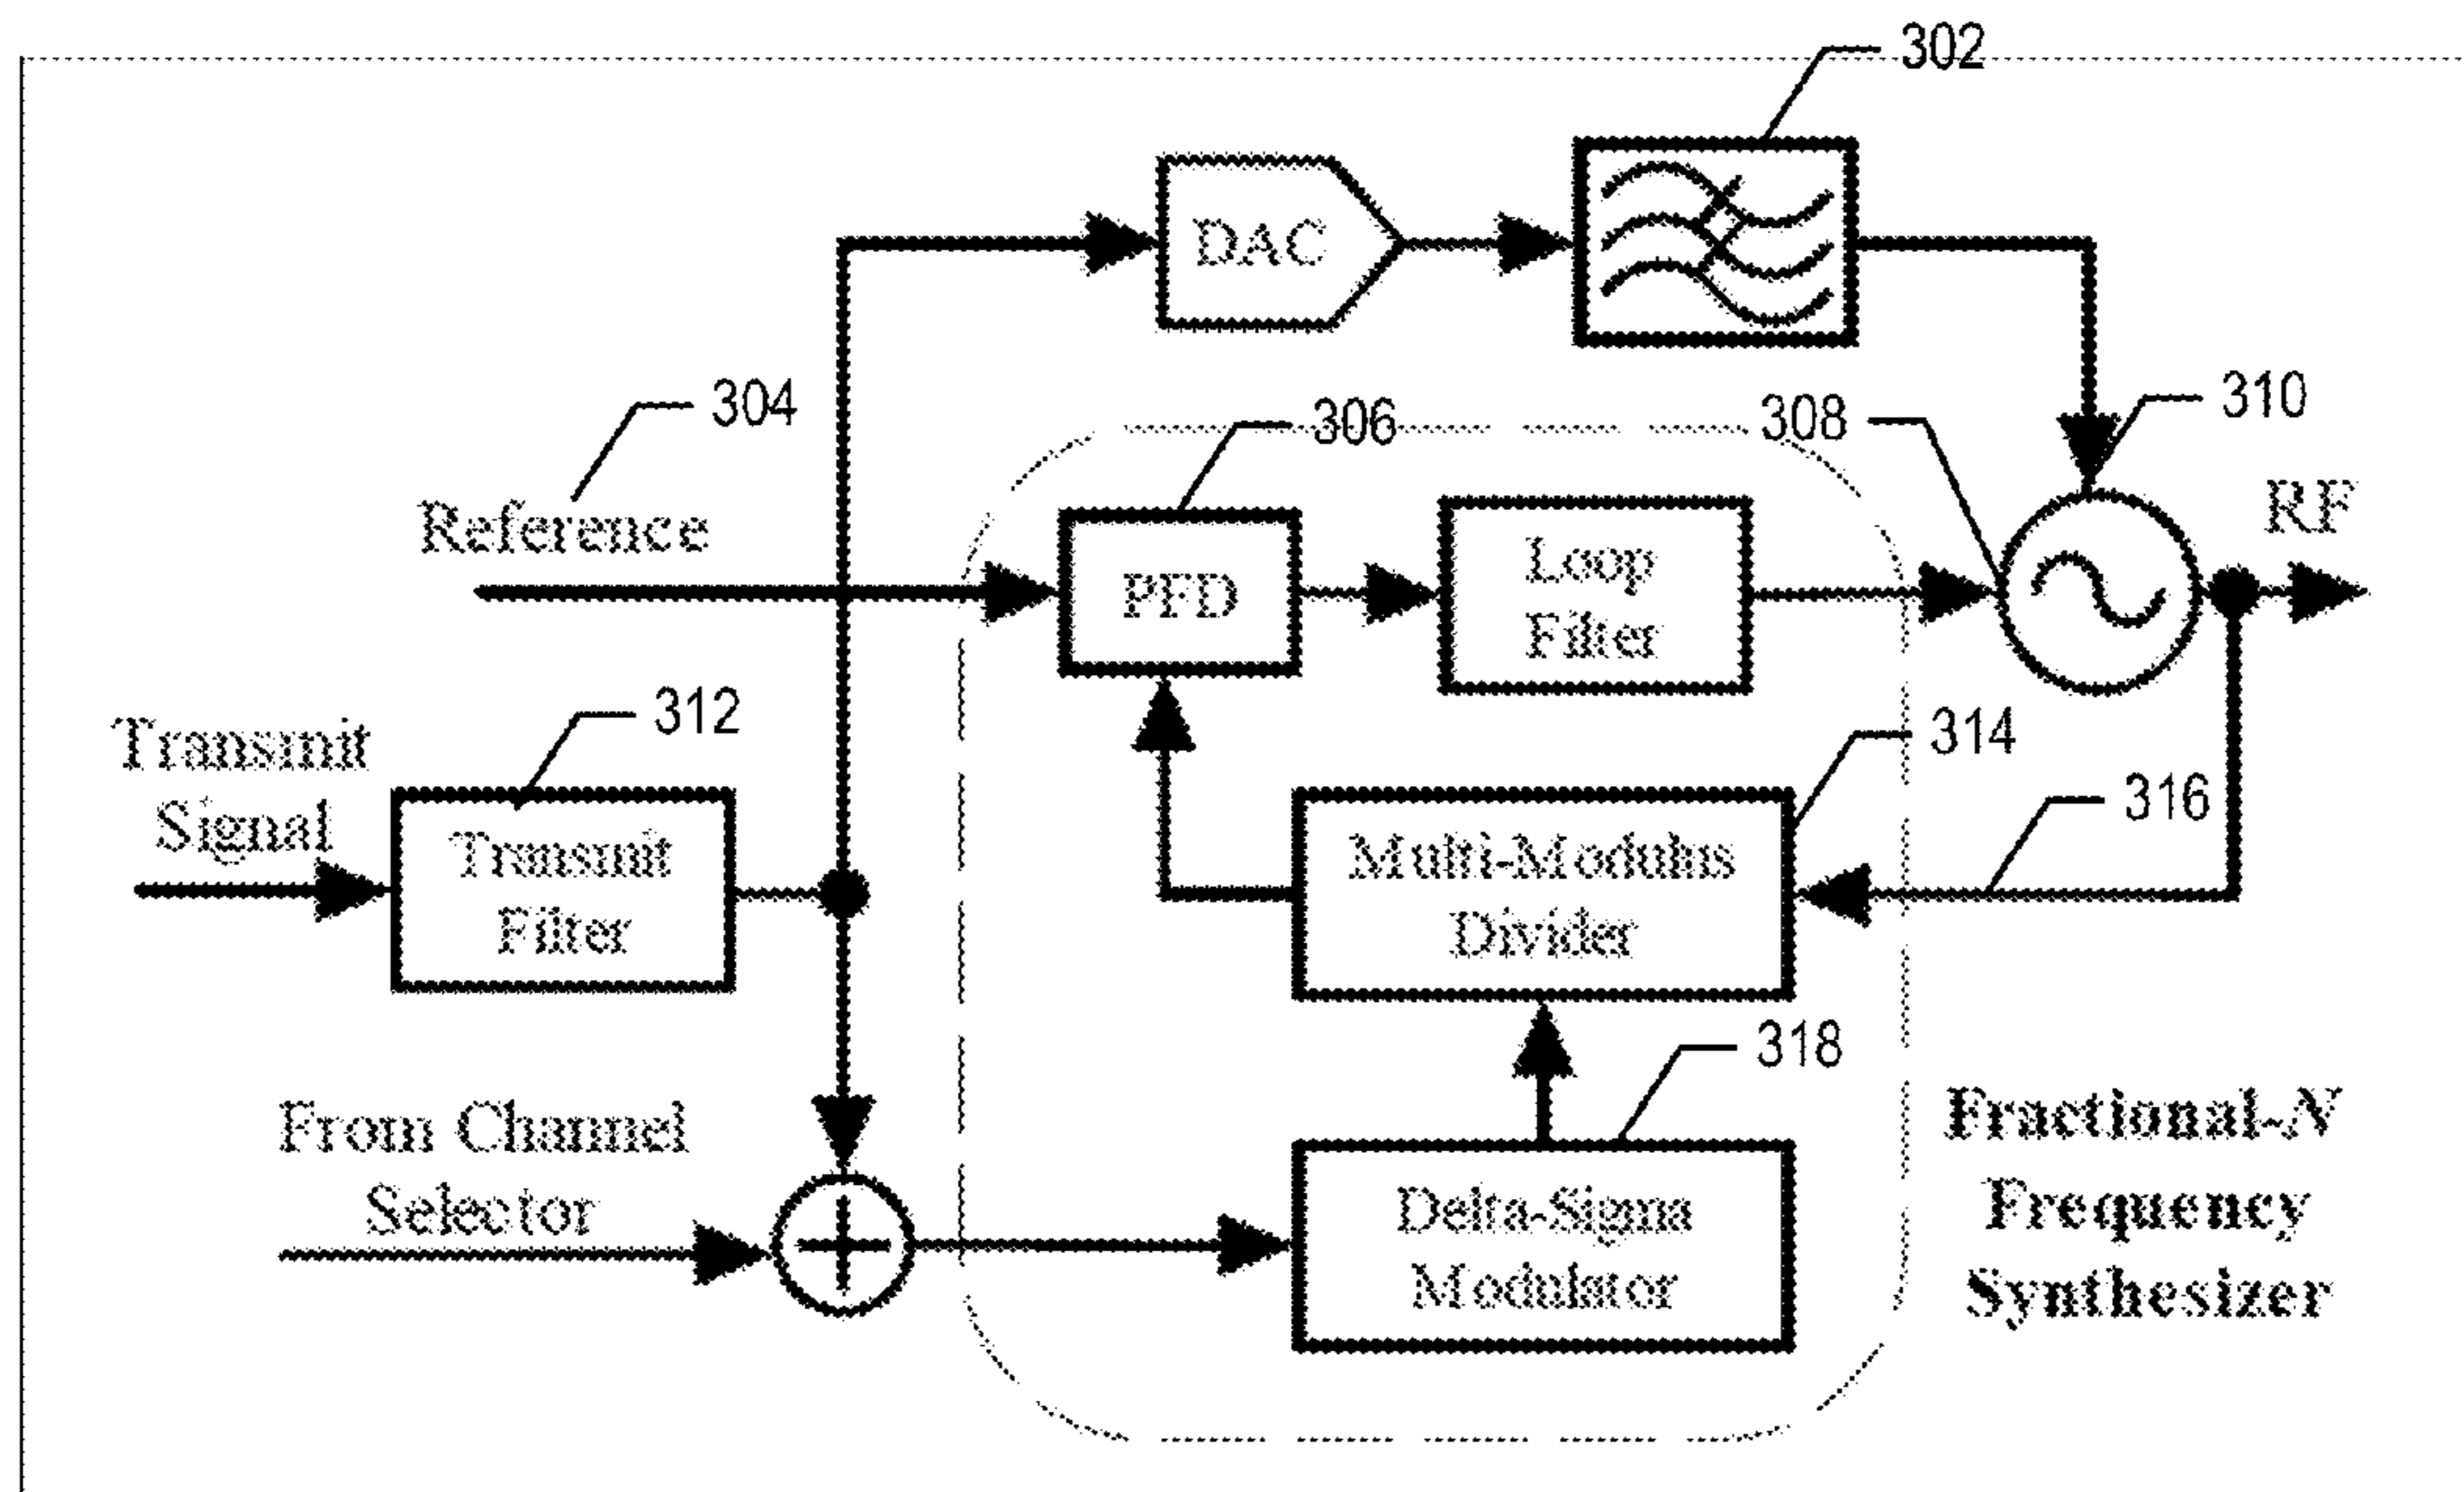 302
DAC
304
306
308
310
Reference
RF
PFD
Loop
Filter
312
314
Transmit
Signal
316
Transmit
Filter
Multi-Modulus
Divider
318
From Channel
Selector
Delta-Sigma
Modulator
Fractional-N
Frequency
Synthesizer